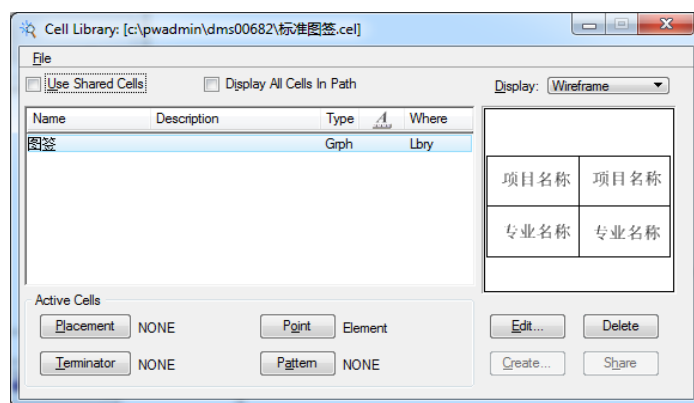 Cell Library: [c:\pwadmin\dms00682\标准图签.cel]
File
Use Shared Cells Display All Cells In Path Display: Wireframe
Name Description Type Where
图签 Grph Lbry
项目名称 项目名称
专业名称 专业名称
Active Cells
Placement NONE Point Element Edit... Delete
Terminator NONE Pattern NONE Create... Share